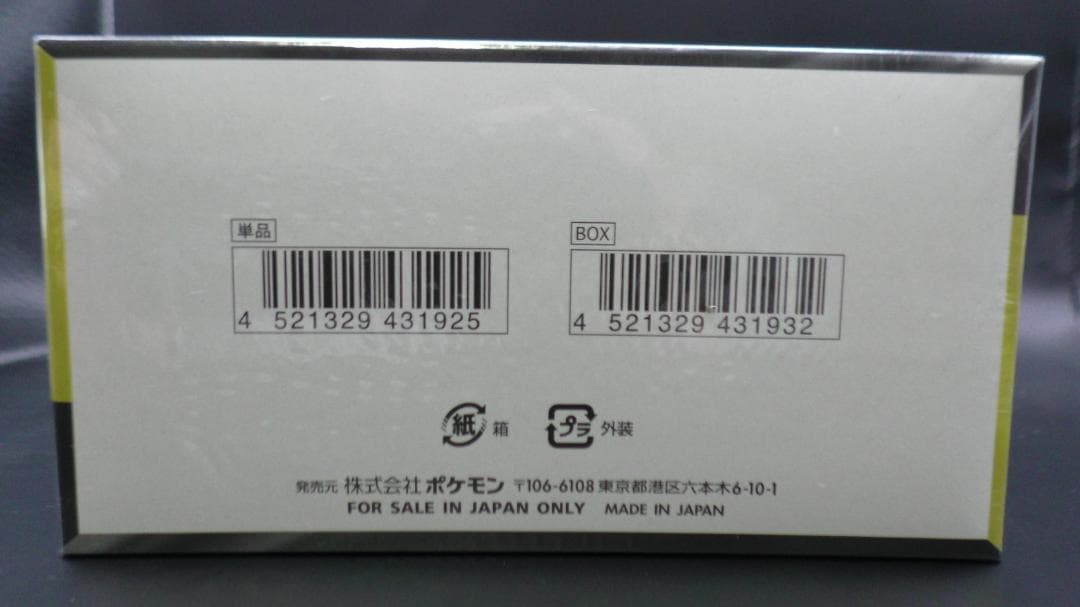 単品
BOX
4 521329 431925
4 521329 431932
紙 箱
プラ 外装
発売元 株式会社 ポケモン 〒106-6108 東京都港区六本木6-10-1
FOR SALE IN JAPAN ONLY MADE IN JAPAN